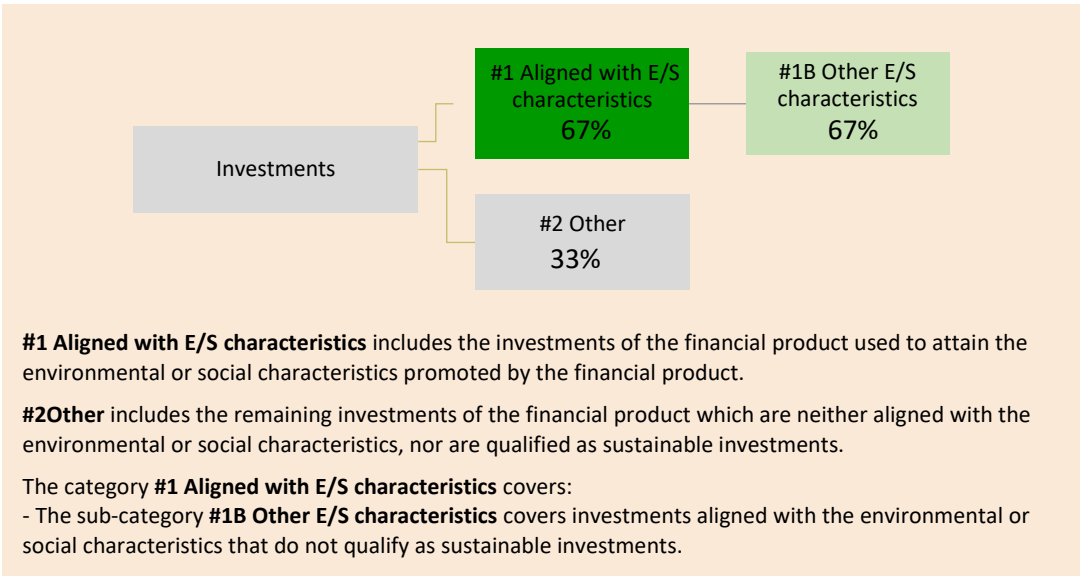 #1 Aligned with E/S
characteristics
67%
#1B Other E/S
characteristics
67%
Investments
#2 Other
33%
#1 Aligned with E/S characteristics includes the investments of the financial product used to attain the
environmental or social characteristics promoted by the financial product.
#2Other includes the remaining investments of the financial product which are neither aligned with the
environmental or social characteristics, nor are qualified as sustainable investments.
The category #1 Aligned with E/S characteristics covers:
- The sub-category #1B Other E/S characteristics covers investments aligned with the environmental or
social characteristics that do not qualify as sustainable investments.